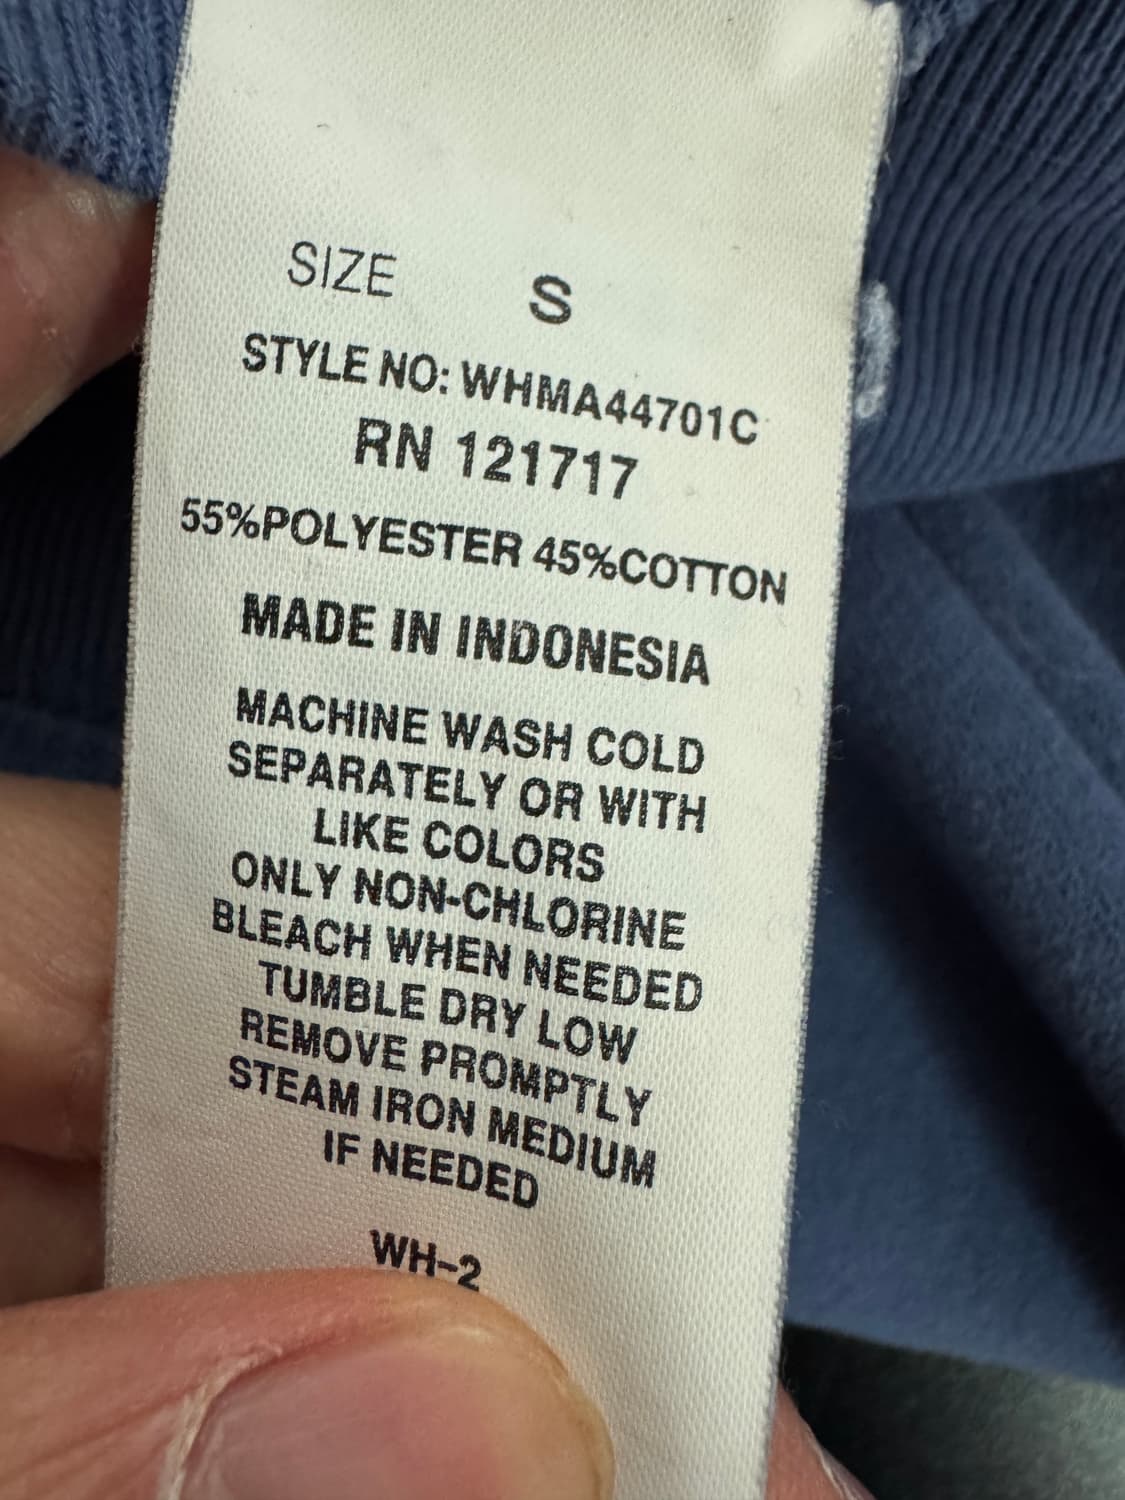 SIZE S
STYLE NO: WHMA44701C
RN 121717
55%POLYESTER 45%COTTON
MADE IN INDONESIA
MACHINE WASH COLD
SEPARATELY OR WITH
LIKE COLORS
ONLY NON-CHLORINE
BLEACH WHEN NEEDED
TUMBLE DRY LOW
REMOVE PROMPTLY
STEAM IRON MEDIUM
IF NEEDED
WH-2